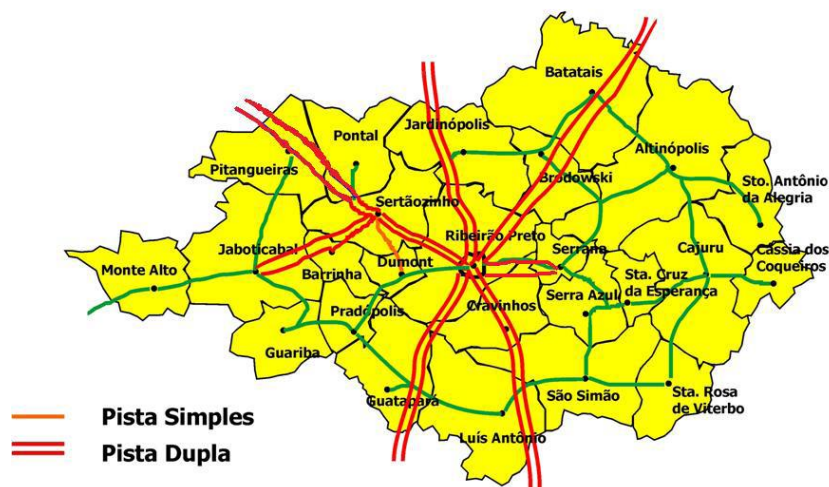 Batatais
Jardinópolis
Pontal
Pitangueiras
Altinópolis
Brodowski
Sto. Antônio
da Alegria
Sertãozinho
Ribeirão Preto
Jaboticabal
Serrana
Cajuru
Cássia dos
Coqueiros
Monte Alto
Barrinha
Dumont
Sta. Cruz
da Esperança
Serra Azul
Pradópolis
Cravinhos
Guariba
Guatapará
São Simão
Sta. Rosa
de Viterbo
Luís Antônio
Pista Simples
Pista Dupla